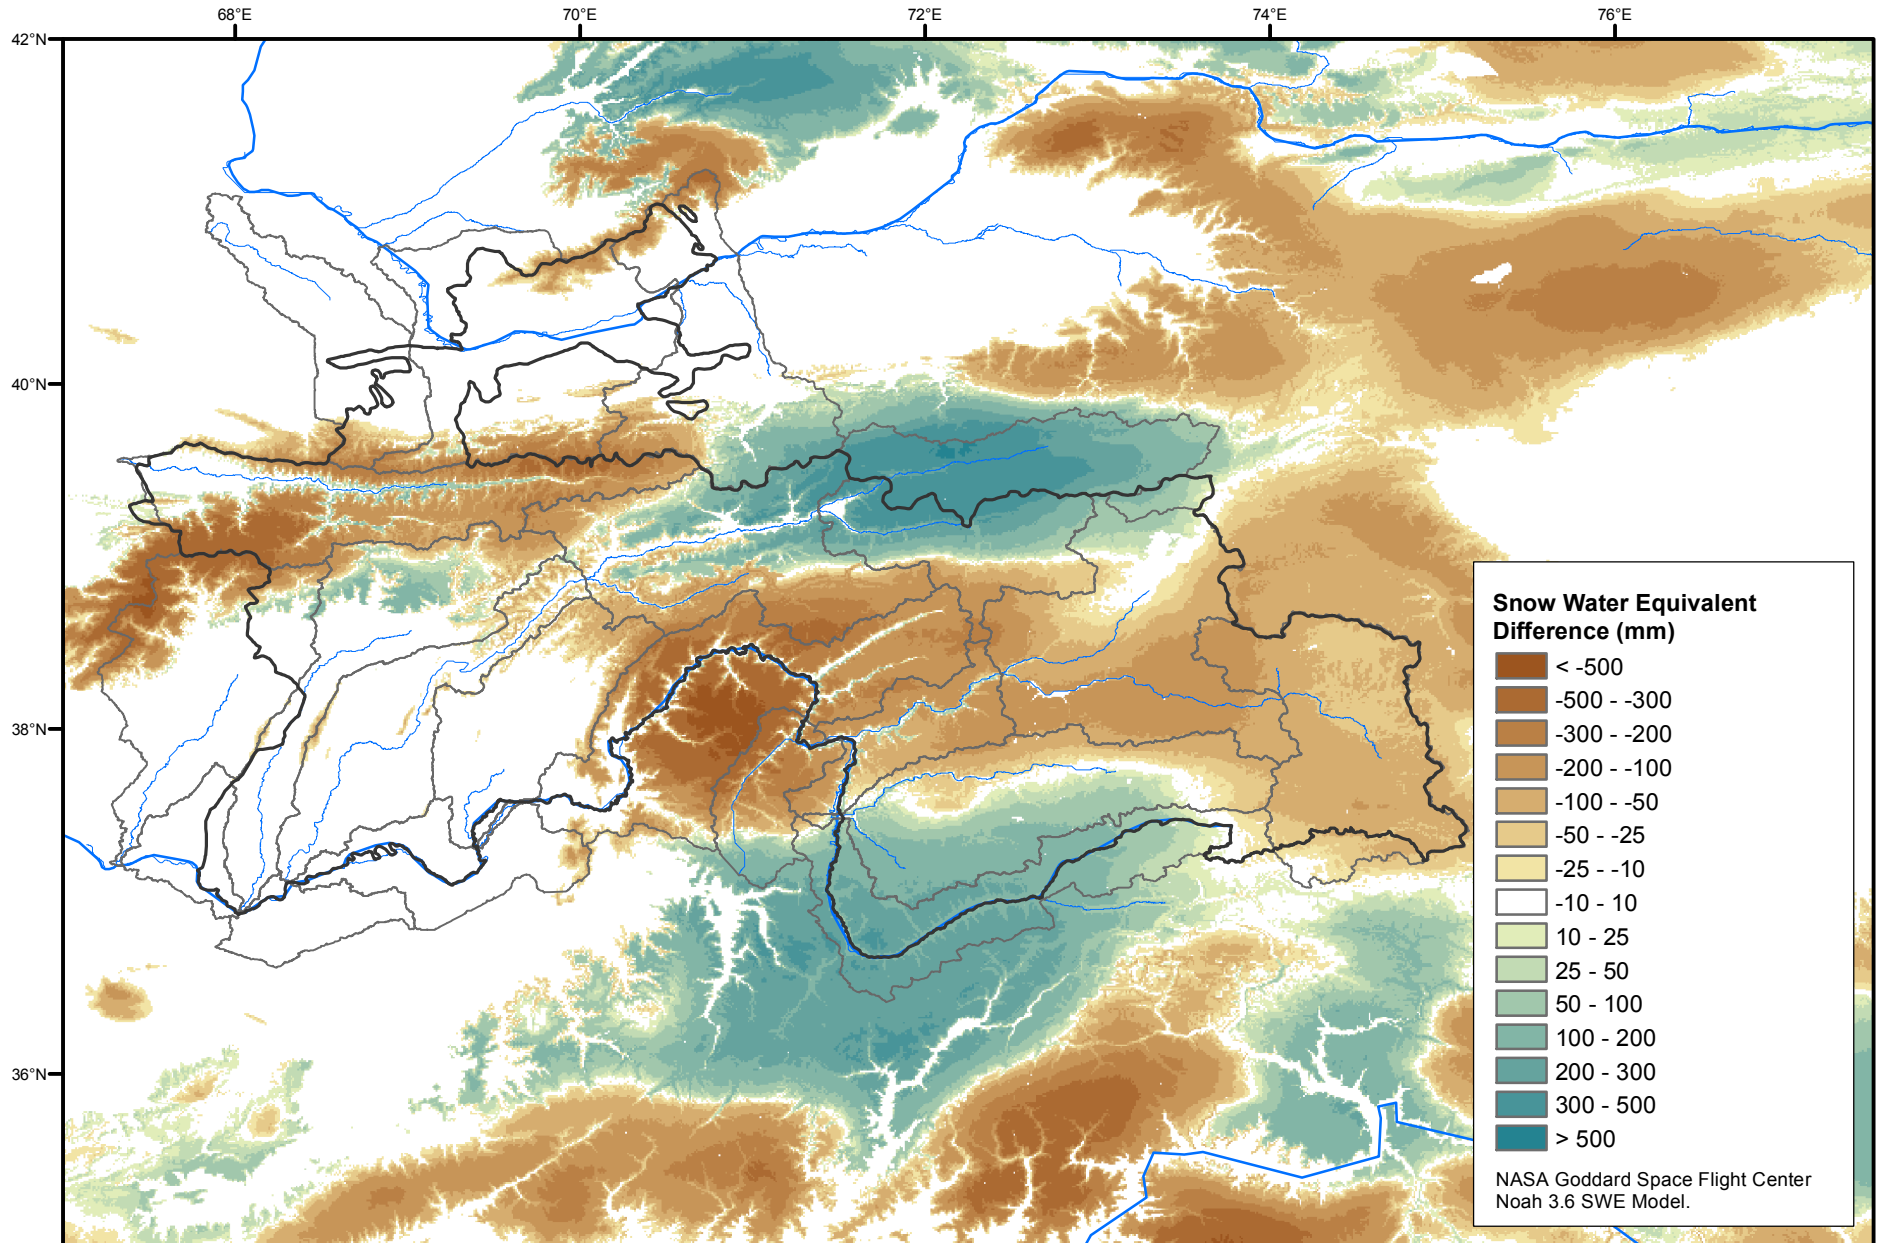 68°E 70°E 72°E 74°E 76°E
42°N
40°N
38°N
36°N
Snow Water Equivalent
Difference (mm)
< -500
-500 - -300
-300 - -200
-200 - -100
-100 - -50
-50 - -25
-25 - -10
-10 - 10
10 - 25
25 - 50
50 - 100
100 - 200
200 - 300
300 - 500
> 500
NASA Goddard Space Flight Center
Noah 3.6 SWE Model.